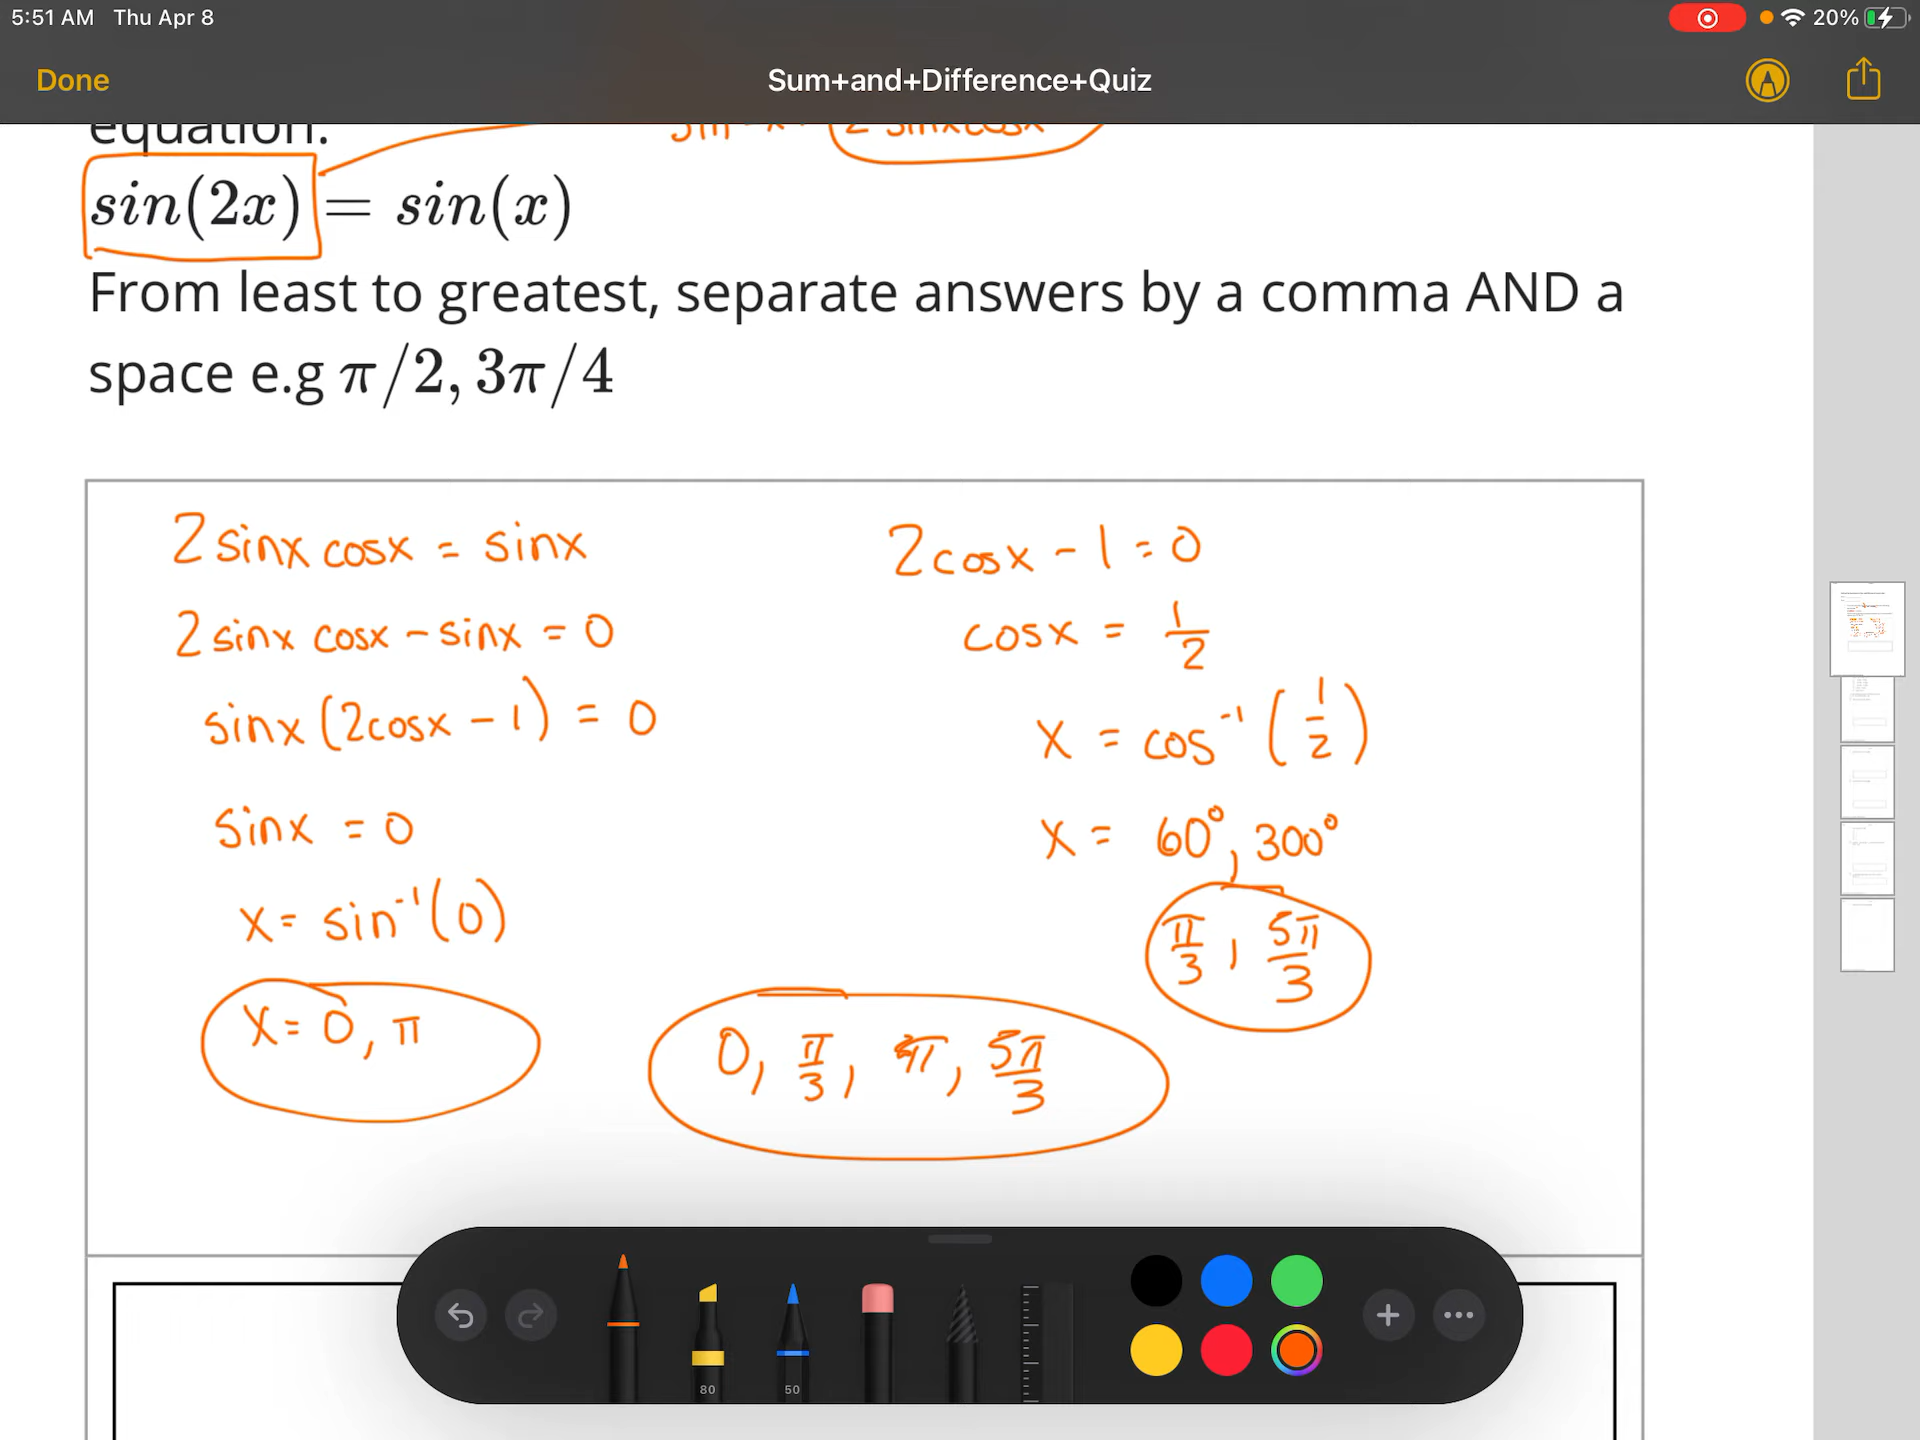 5:51 AM Thu Apr 8
20%
Done
Sum+and+Difference+Quiz
equation.
2 sinxcosx
sin(2x) = sin(x)
From least to greatest, separate answers by a comma AND a
space e.g π/2, 3π/4
2 sinx cosx = sinx
2 sinx cosx - sinx = 0
sinx (2cosx - 1) = 0
sinx = 0
x = sin⁻¹(0)
x = 0, π
2cosx - 1 = 0
cosx = 1/2
x = cos⁻¹ (1/2)
x = 60°, 300°
π/3, 5π/3
0, π/3, π, 5π/3
80
50